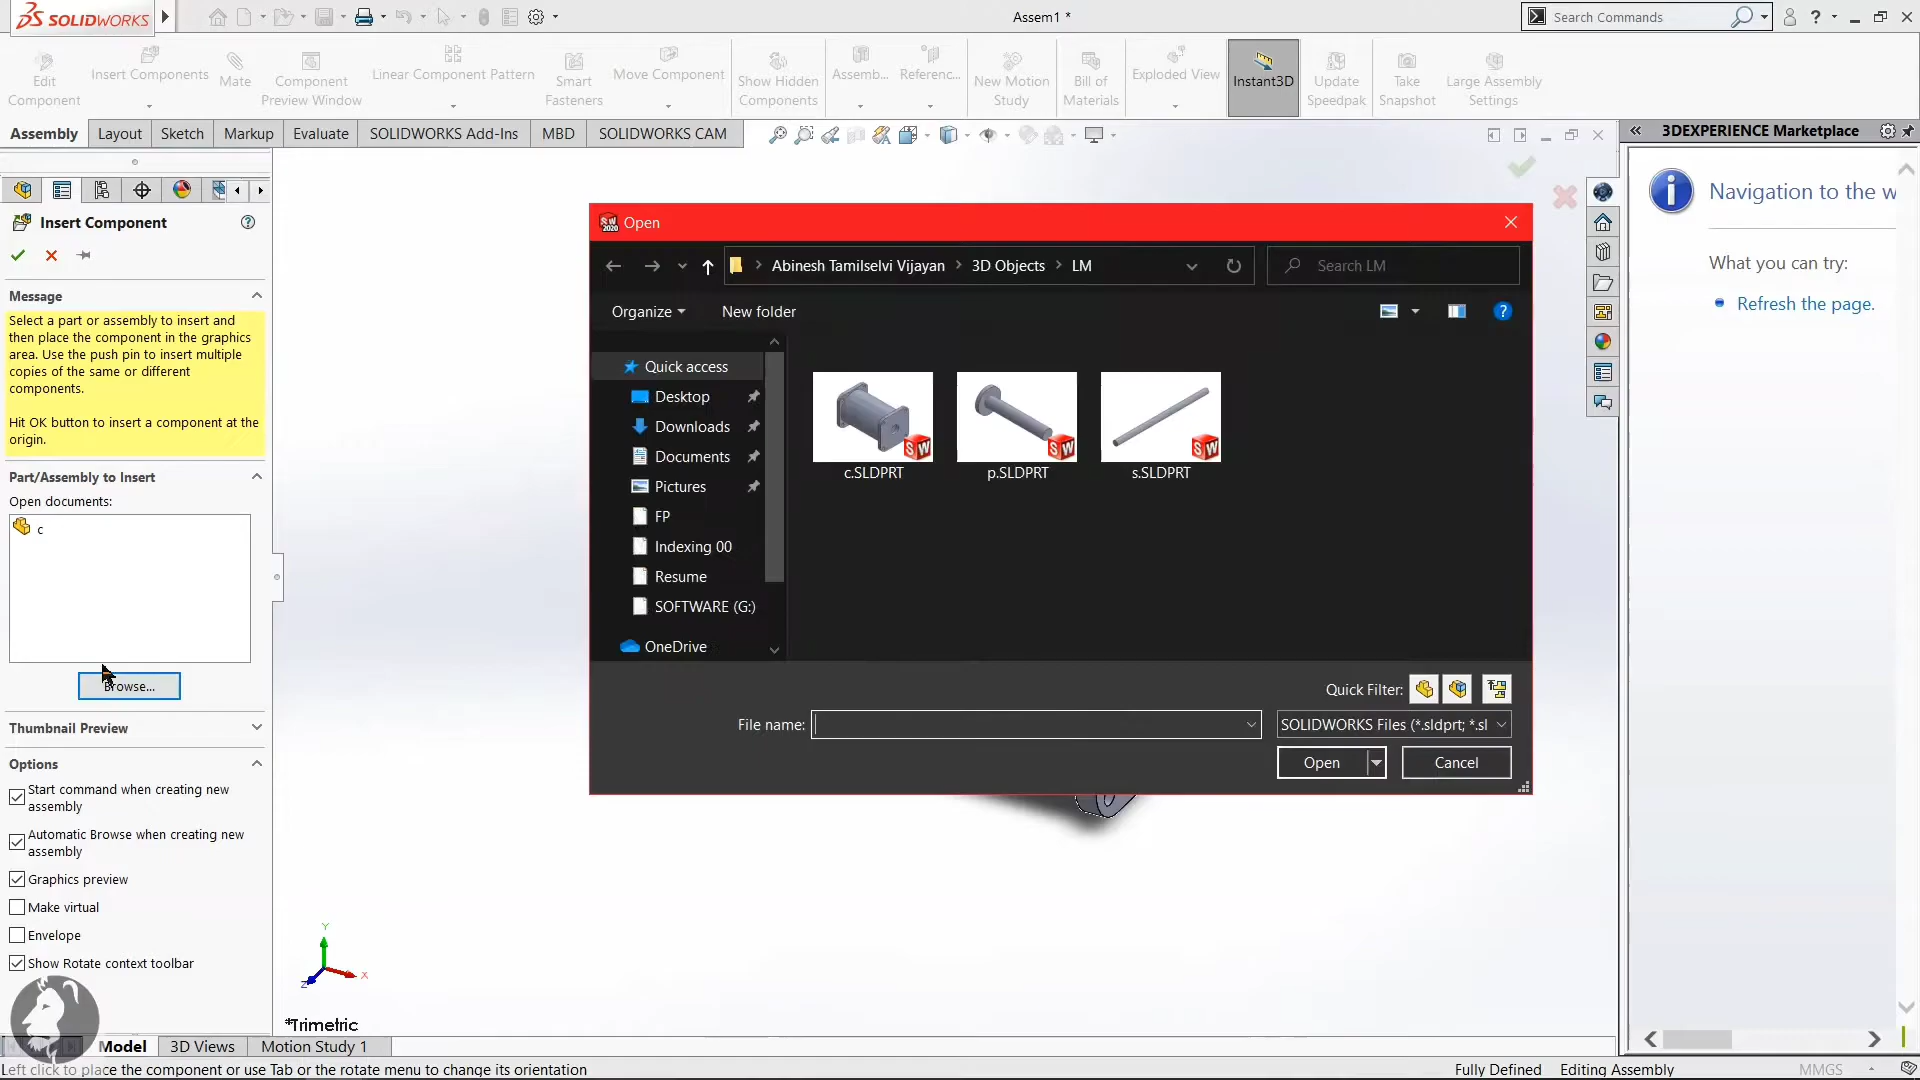 SOLIDWORKS
Assem1 *
Search Commands
Edit Component
Insert Components
Mate
Component Preview Window
Linear Component Pattern
Smart Fasteners
Move Component
Show Hidden Components
Assemb...
Referenc...
New Motion Study
Bill of Materials
Exploded View
Instant3D
Update Speedpak
Take Snapshot
Large Assembly Settings
Assembly
Layout
Sketch
Markup
Evaluate
SOLIDWORKS Add-Ins
MBD
SOLIDWORKS CAM
3DEXPERIENCE Marketplace
Insert Component
Message
Select a part or assembly to insert and
then place the component in the graphics
area. Use the push pin to insert multiple
copies of the same or different
components.
Hit OK button to insert a component at the
origin.
Part/Assembly to Insert
Open documents:
c
Browse...
Thumbnail Preview
Options
Start command when creating new
assembly
Automatic Browse when creating new
assembly
Graphics preview
Make virtual
Envelope
Show Rotate context toolbar
SW 2020
Open
Abinesh Tamilselvi Vijayan
3D Objects
LM
Search LM
Organize
New folder
Quick access
Desktop
Downloads
Documents
Pictures
FP
Indexing 00
Resume
SOFTWARE (G:)
OneDrive
c.SLDPRT
p.SLDPRT
s.SLDPRT
Quick Filter:
File name:
SOLIDWORKS Files (*.sldprt; *.sl
Open
Cancel
Navigation to the w
What you can try:
Refresh the page.
Y
X
Z
*Trimetric
Model
3D Views
Motion Study 1
Left click to place the component or use Tab or the rotate menu to change its orientation
Fully Defined
Editing Assembly
MMGS